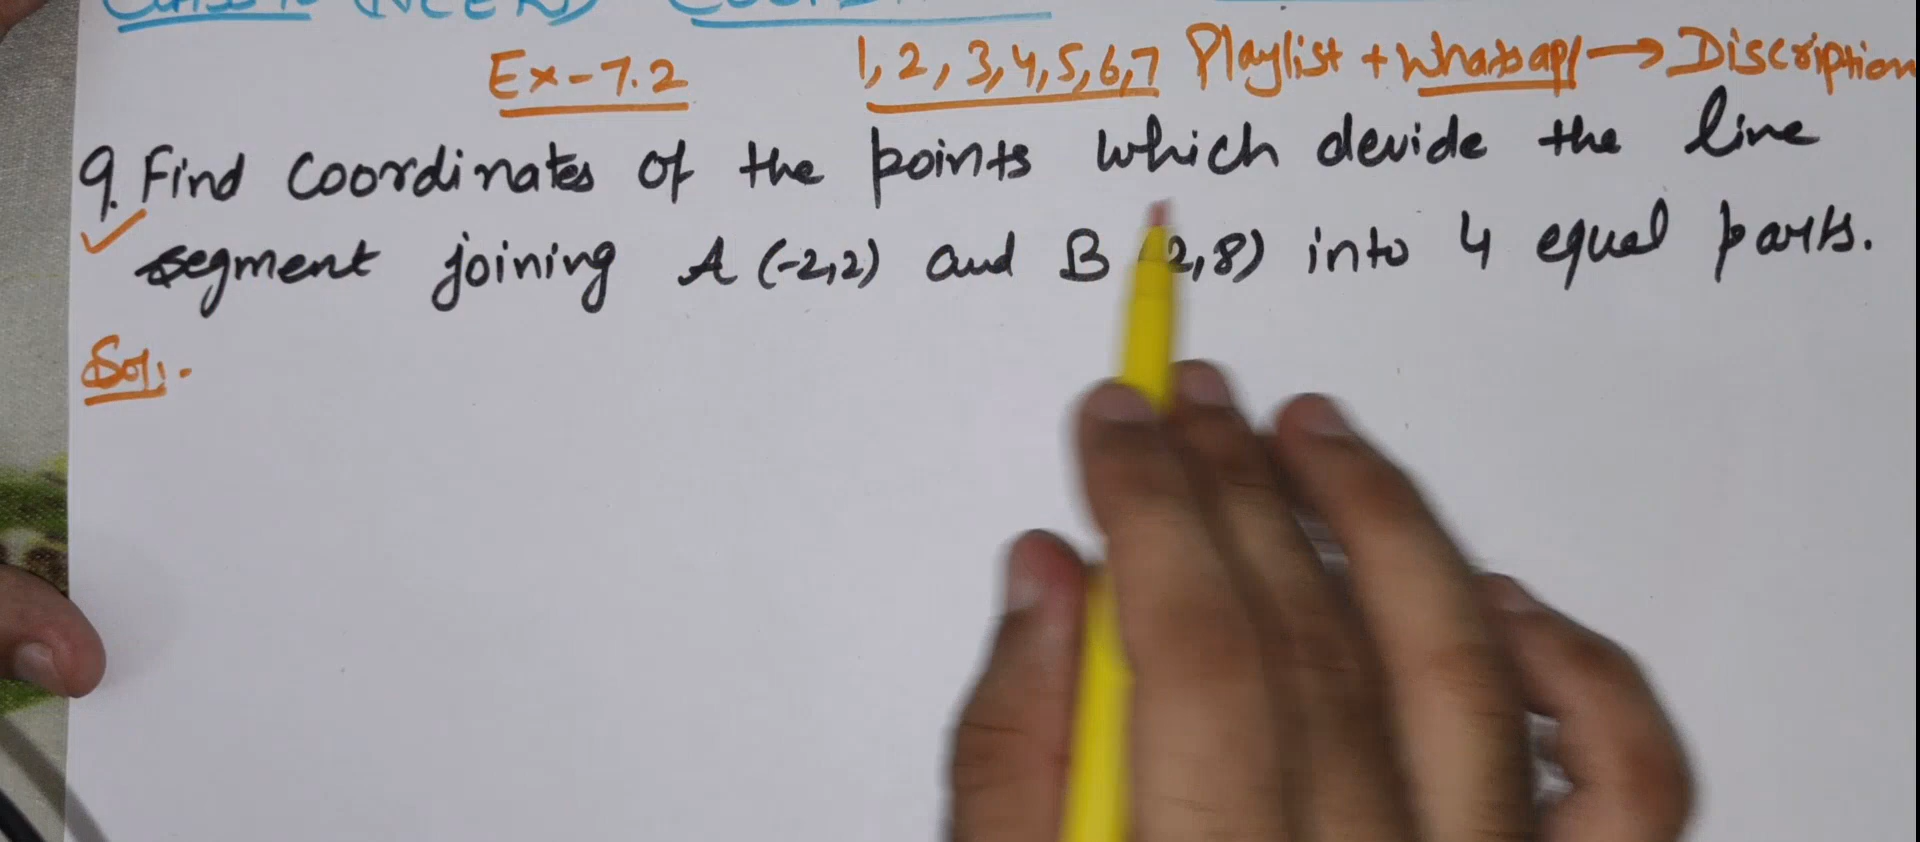 Ex-7.2 1,2,3,4,5,6,7 Playlist + Whatsapp → Discription
9. Find coordinates of the points which devide the line
segment joining A (-2,2) and B 2,8) into 4 equal parts.
Sol:-